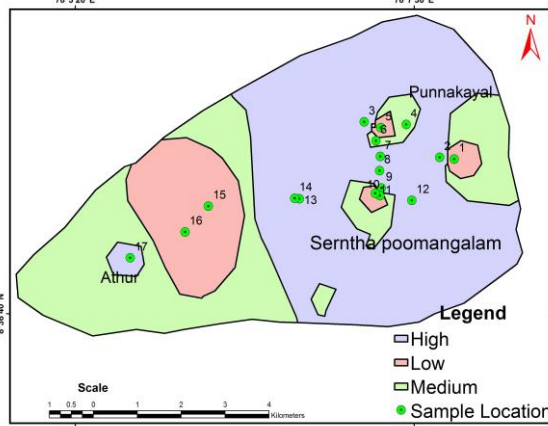 N
Punnakayal
3
5
4
6
7
8
2
1
9
10
11
12
14
13
15
16
17
Serntha poomangalam
Athur
Legend
High
Low
Medium
Sample Location
Scale
1 0.5 0 1 2 3 4
Kilometers